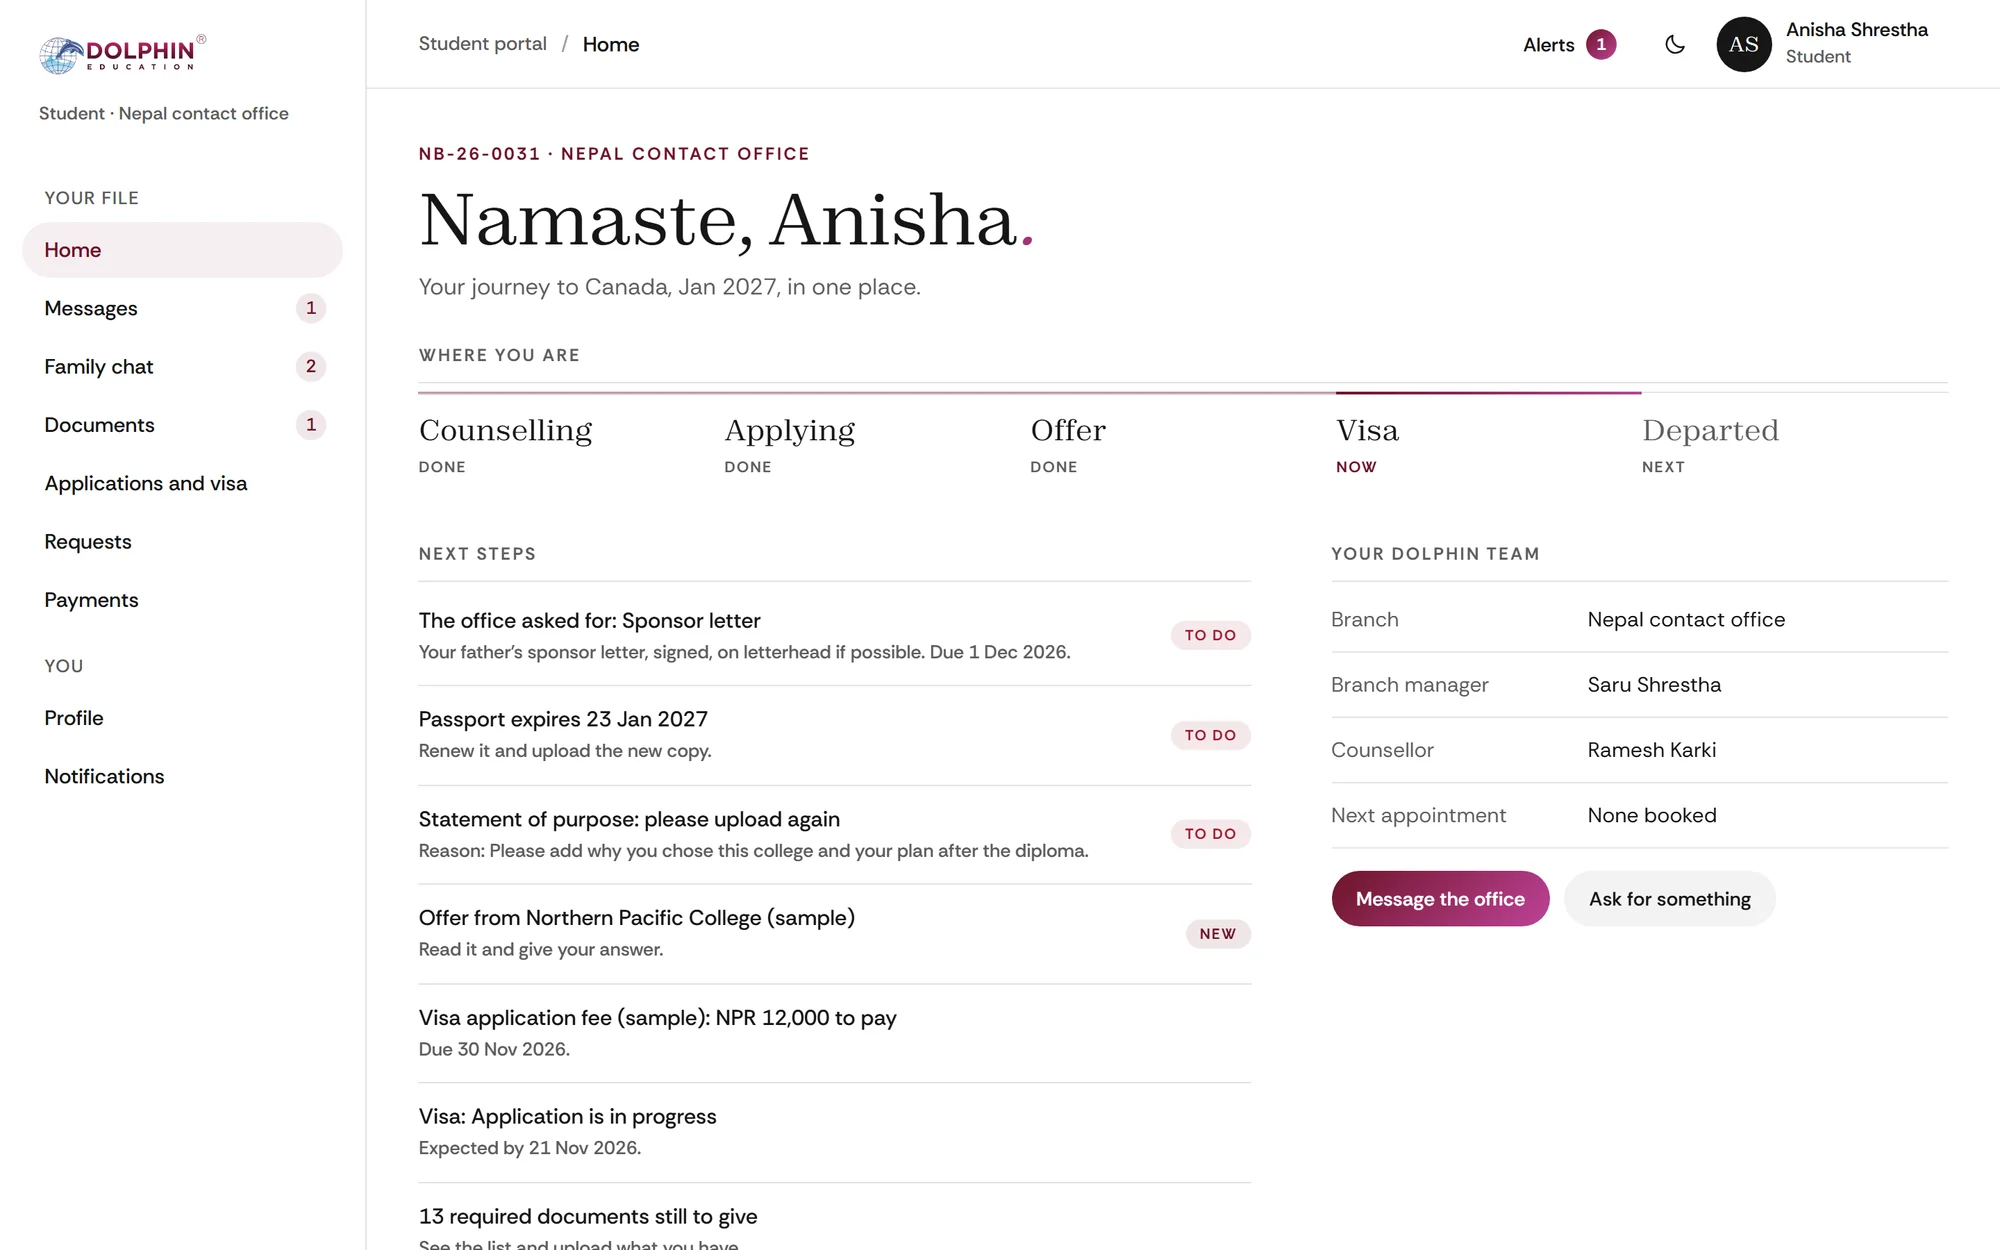 DOLPHIN®
EDUCATION
Student · Nepal contact office
YOUR FILE
Home
Messages 1
Family chat 2
Documents 1
Applications and visa
Requests
Payments
YOU
Profile
Notifications
Student portal / Home
Alerts 1
AS
Anisha Shrestha
Student
NB-26-0031 · NEPAL CONTACT OFFICE
Namaste, Anisha.
Your journey to Canada, Jan 2027, in one place.
WHERE YOU ARE
Counselling
DONE
Applying
DONE
Offer
DONE
Visa
NOW
Departed
NEXT
NEXT STEPS
The office asked for: Sponsor letter
Your father’s sponsor letter, signed, on letterhead if possible. Due 1 Dec 2026.
TO DO
Passport expires 23 Jan 2027
Renew it and upload the new copy.
TO DO
Statement of purpose: please upload again
Reason: Please add why you chose this college and your plan after the diploma.
TO DO
Offer from Northern Pacific College (sample)
Read it and give your answer.
NEW
Visa application fee (sample): NPR 12,000 to pay
Due 30 Nov 2026.
Visa: Application is in progress
Expected by 21 Nov 2026.
13 required documents still to give
See the list and upload what you have.
YOUR DOLPHIN TEAM
Branch Nepal contact office
Branch manager Saru Shrestha
Counsellor Ramesh Karki
Next appointment None booked
Message the office
Ask for something